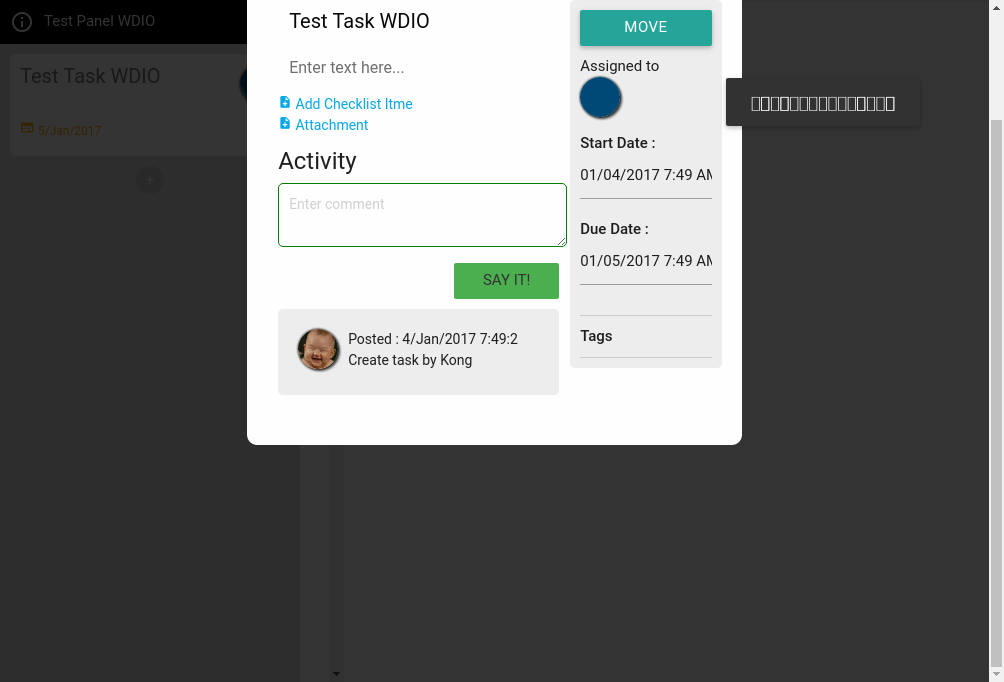 Test Panel WDIO
Test Task WDIO
5/Jan/2017
Test Task WDIO
Enter text here...
Add Checklist Itme
Attachment
Activity
Enter comment
SAY IT!
Posted : 4/Jan/2017 7:49:2
Create task by Kong
MOVE
Assigned to
Start Date :
01/04/2017 7:49 AM
Due Date :
01/05/2017 7:49 AM
Tags